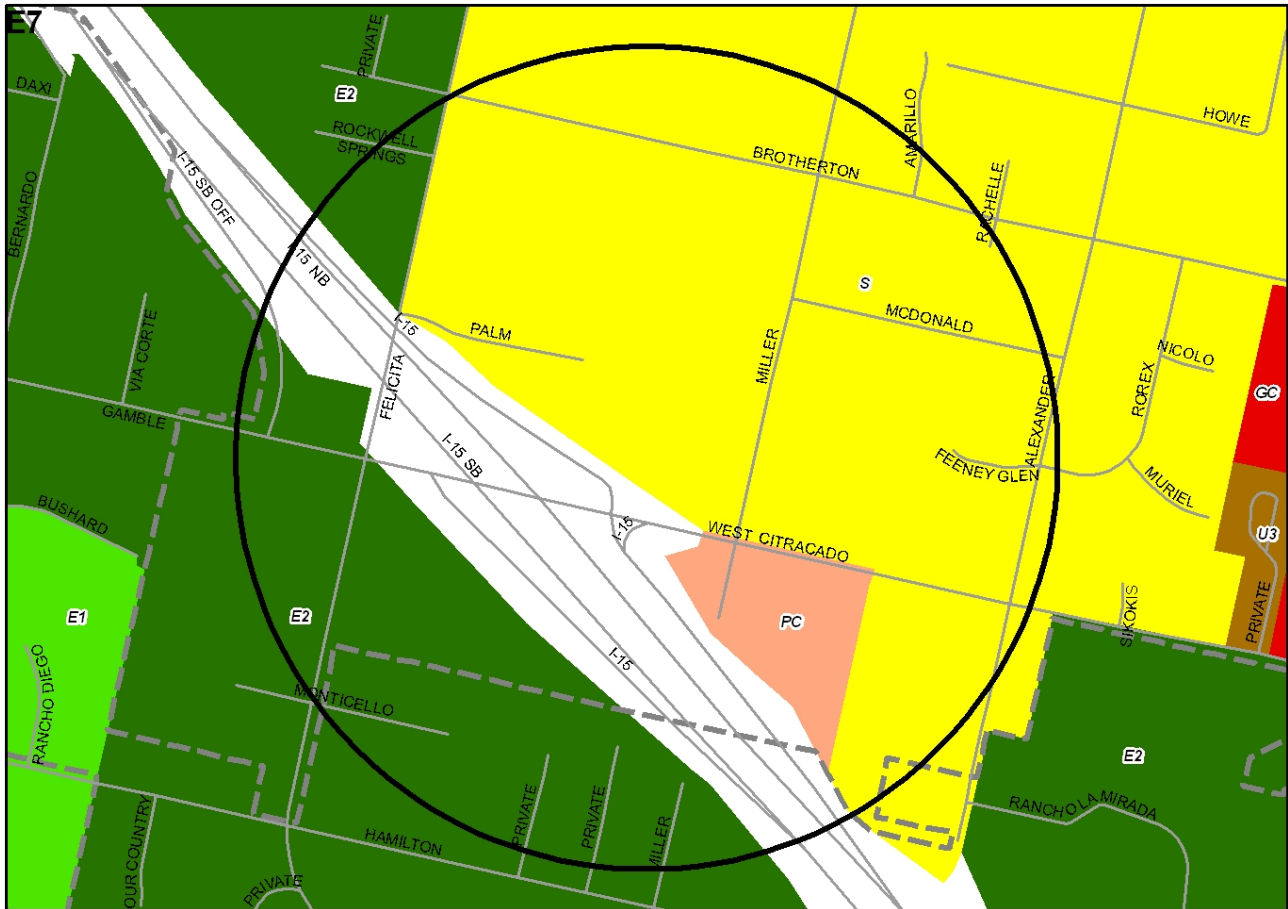 E7
PRIVATE
DAXI
E2
ROCKWELL
SPRINGS
AMARILLO
HOWE
BROTHERTON
I-15 SB OFF
BERNARDO
RACHELLE
I-15 NB
S
MCDONALD
I-15
PALM
VIA CORTE
MILLER
NICOLO
ROREX
GC
FELICITA
ALEXANDER
GAMBLE
I-15 SB
FEENEY GLEN
MURIEL
BUSHARD
I-15
WEST CITRACADO
U3
E1
E2
PC
SIKOKIS
PRIVATE
I-15
RANCHO DIEGO
MONTICELLO
E2
RANCHO LA MIRADA
OUR COUNTRY
HAMILTON
PRIVATE
PRIVATE
MILLER
PRIVATE